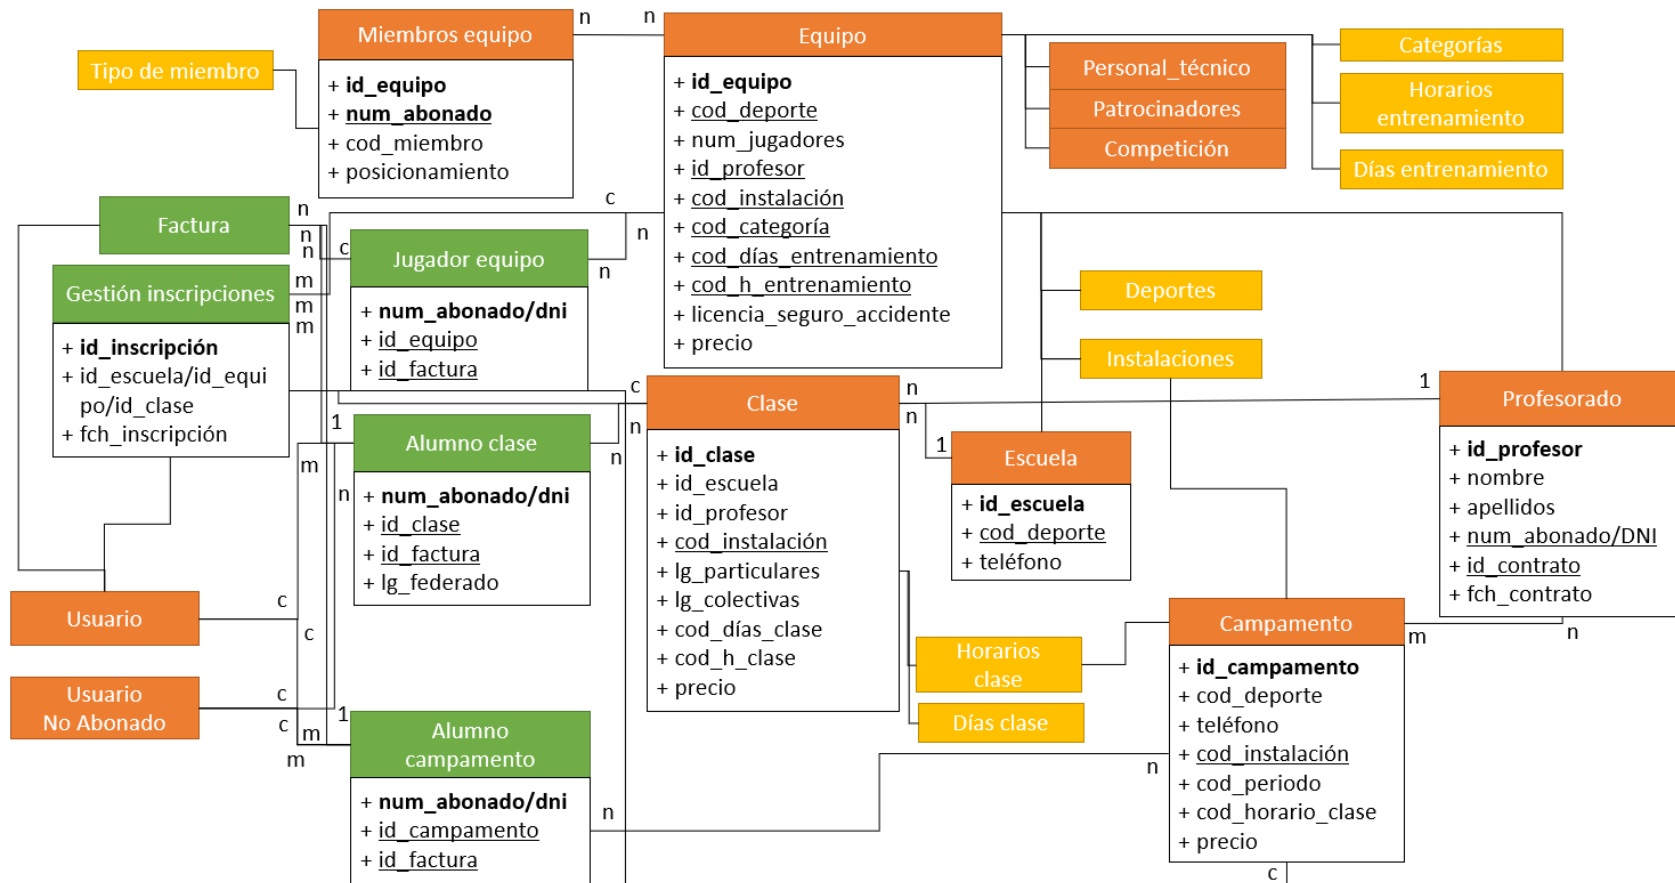 Tipo de miembro
n
n
Miembros equipo
+ id_equipo
+ num_abonado
+ cod_miembro
+ posicionamiento
Equipo
+ id_equipo
+ cod_deporte
+ num_jugadores
+ id_profesor
+ cod_instalación
+ cod_categoría
+ cod_días_entrenamiento
+ cod_h_entrenamiento
+ licencia_seguro_accidente
+ precio
Personal_técnico
Patrocinadores
Competición
Categorías
Horarios
entrenamiento
Días entrenamiento
Factura
n
n
n
c
c
n
n
Gestión inscripciones
m
m
m
+ id_inscripción
+ id_escuela/id_equi
po/id_clase
+ fch_inscripción
Jugador equipo
+ num_abonado/dni
+ id_equipo
+ id_factura
Deportes
Instalaciones
1
m
n
c
n
n
Alumno clase
+ num_abonado/dni
+ id_clase
+ id_factura
+ lg_federado
Clase
+ id_clase
+ id_escuela
+ id_profesor
+ cod_instalación
+ lg_particulares
+ lg_colectivas
+ cod_días_clase
+ cod_h_clase
+ precio
n
n
1
1
Escuela
+ id_escuela
+ cod_deporte
+ teléfono
Profesorado
+ id_profesor
+ nombre
+ apellidos
+ num_abonado/DNI
+ id_contrato
+ fch_contrato
Usuario
c
c
Usuario
No Abonado
c
c
m
m
1
Alumno
campamento
+ num_abonado/dni
+ id_campamento
+ id_factura
n
n
Horarios
clase
Días clase
Campamento
m
n
+ id_campamento
+ cod_deporte
+ teléfono
+ cod_instalación
+ cod_periodo
+ cod_horario_clase
+ precio
c